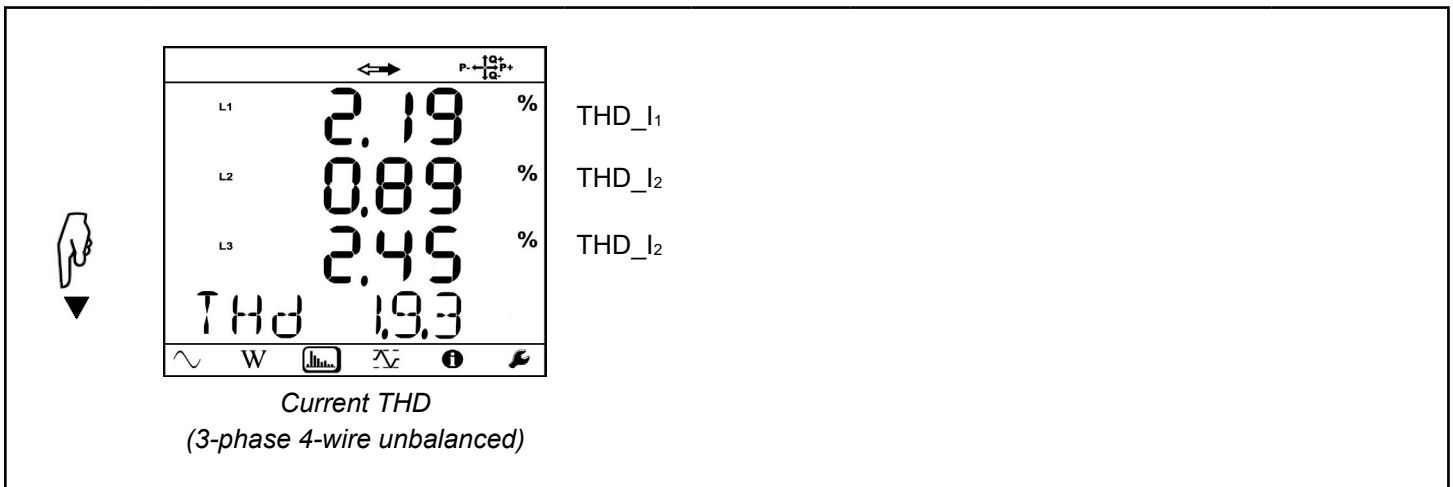 P- Q+ P+
Q-
L1 2.19 % THD_I₁
L2 0.89 % THD_I₂
L3 2.45 % THD_I₂
THd 1.9.3
W
Current THD
(3-phase 4-wire unbalanced)